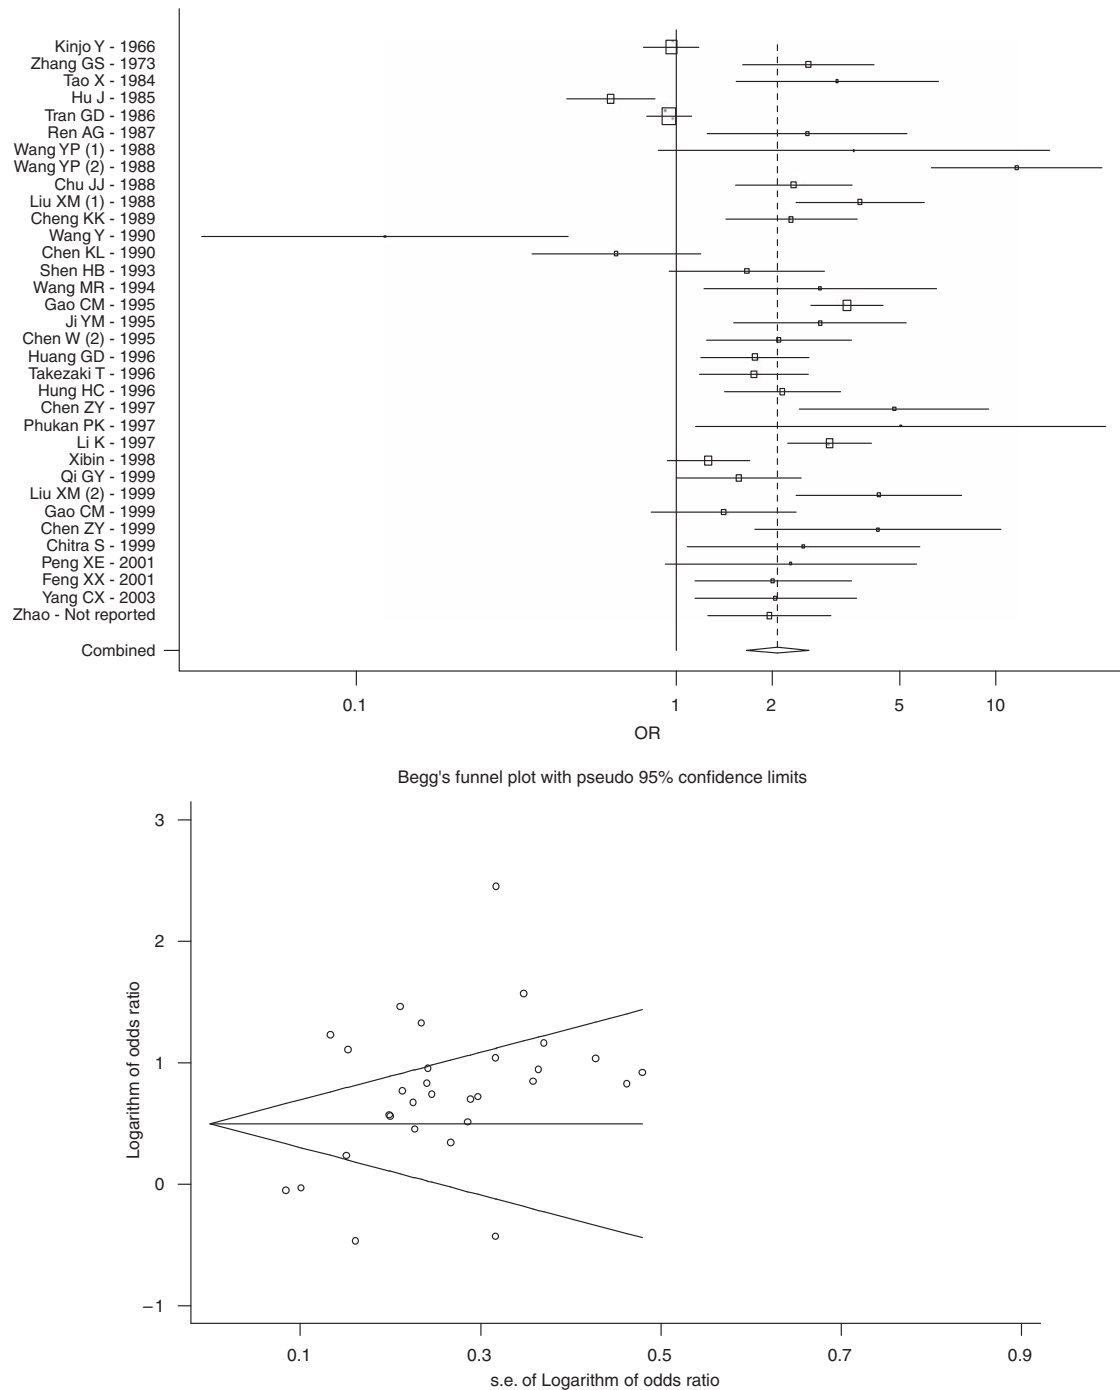 Kinjo Y - 1966
Zhang GS - 1973
Tao X - 1984
Hu J - 1985
Tran GD - 1986
Ren AG - 1987
Wang YP (1) - 1988
Wang YP (2) - 1988
Chu JJ - 1988
Liu XM (1) - 1988
Cheng KK - 1989
Wang Y - 1990
Chen KL - 1990
Shen HB - 1993
Wang MR - 1994
Gao CM - 1995
Ji YM - 1995
Chen W (2) - 1995
Huang GD - 1996
Takezaki T - 1996
Hung HC - 1996
Chen ZY - 1997
Phukan PK - 1997
Li K - 1997
Xibin - 1998
Qi GY - 1999
Liu XM (2) - 1999
Gao CM - 1999
Chen ZY - 1999
Chitra S - 1999
Peng XE - 2001
Feng XX - 2001
Yang CX - 2003
Zhao - Not reported
Combined
0.1 1 2 5 10
OR
Begg's funnel plot with pseudo 95% confidence limits
3
2
1
0
−1
Logarithm of odds ratio
0.1 0.3 0.5 0.7 0.9
s.e. of Logarithm of odds ratio